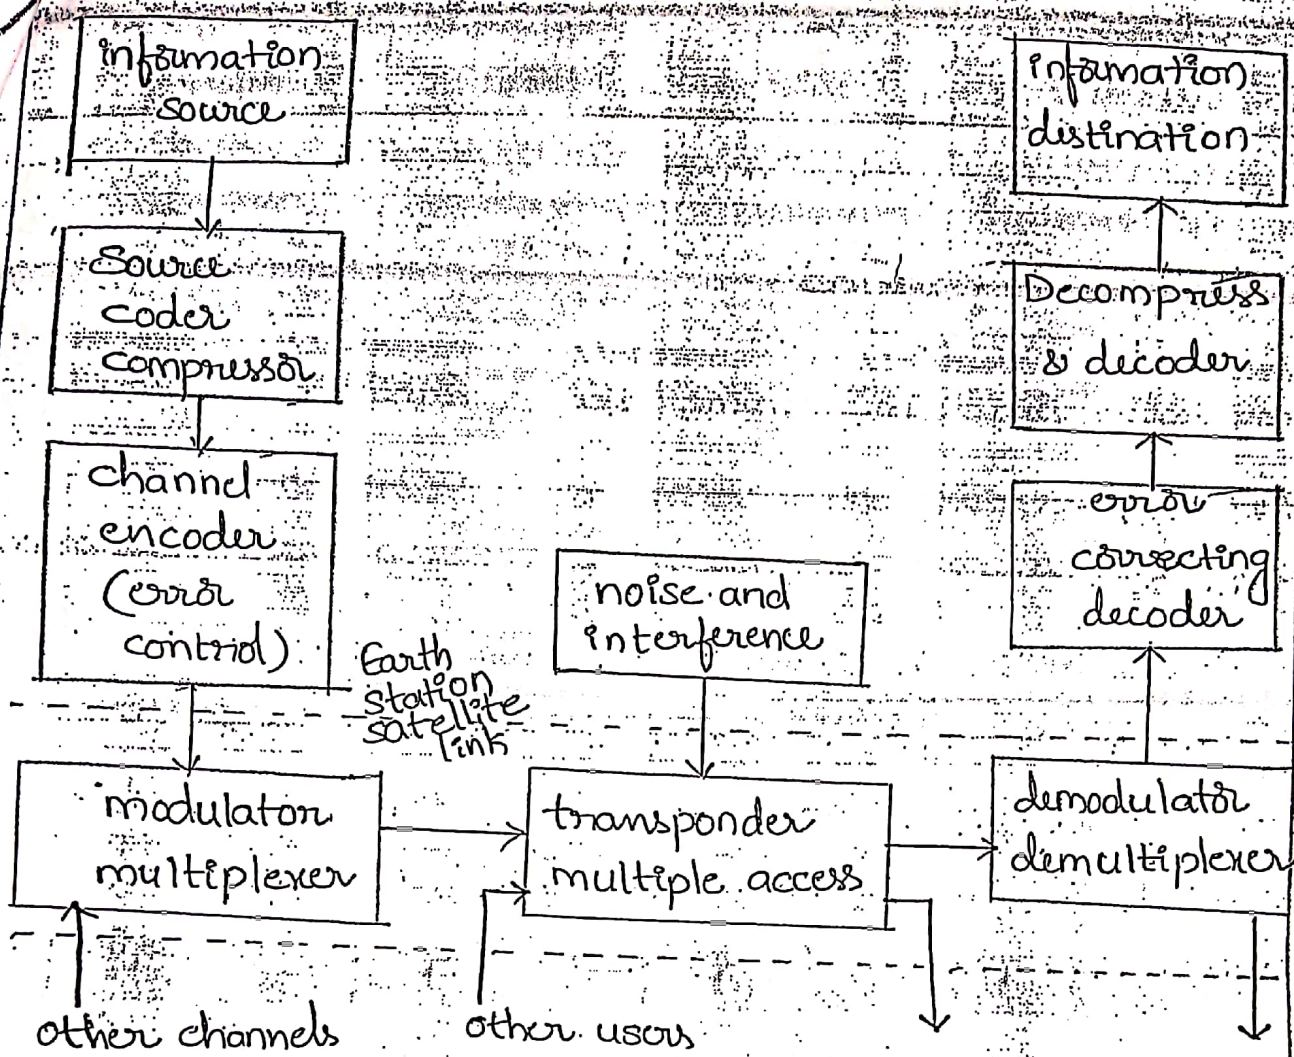 information
source
Source
coder
compressor
channel
encoder
(error
control)
Earth
station
satellite
link
modulator
multiplexer
other channels
noise and
interference
transponder
multiple access
other users
information
distination
Decompress
& decoder
error
correcting
decoder
demodulator
demultiplexer